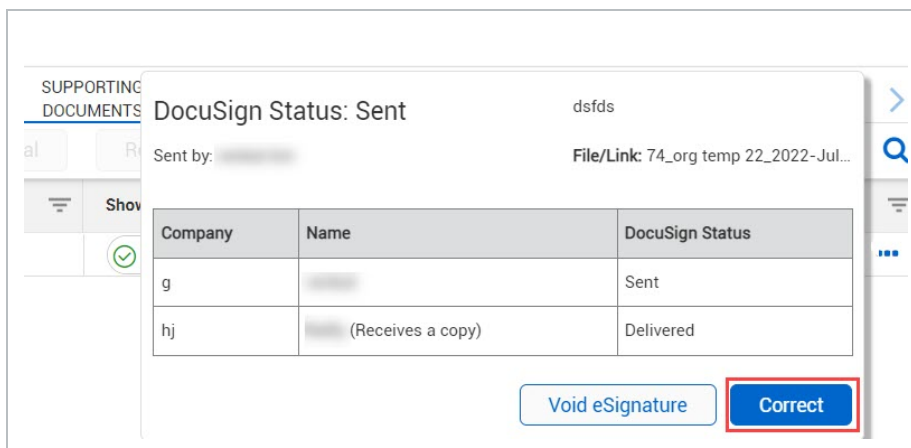 SUPPORTING
DOCUMENTS
DocuSign Status: Sent
dsfds
al
Sent by:
File/Link: 74_org temp 22_2022-Jul...
Show
Company Name DocuSign Status
g Sent
hj (Receives a copy) Delivered
Void eSignature Correct